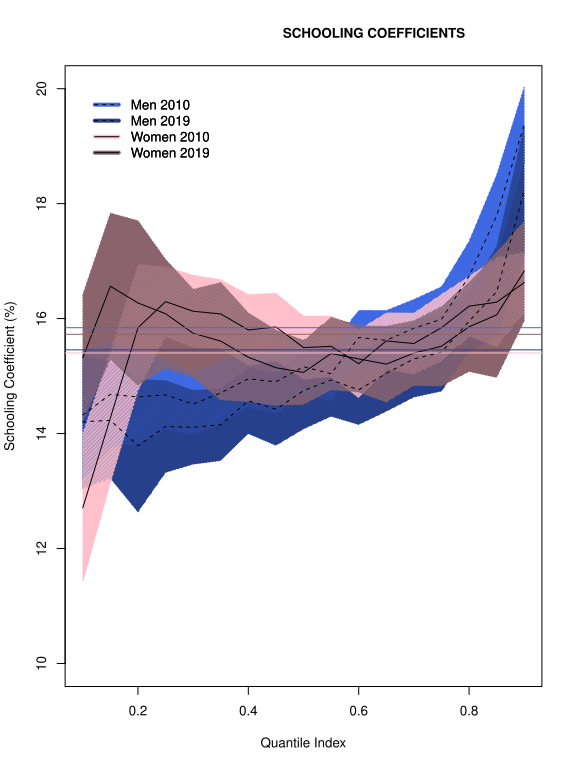 SCHOOLING COEFFICIENTS
Men 2010
Men 2019
Women 2010
Women 2019
20
18
16
14
12
10
Schooling Coefficient (%)
0.2
0.4
0.6
0.8
Quantile Index